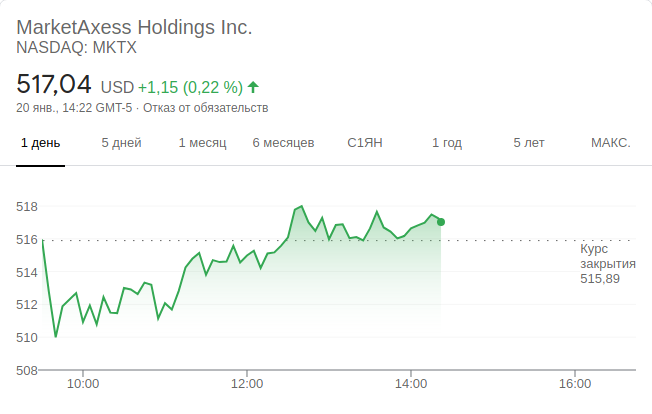 MarketAxess Holdings Inc.
NASDAQ: MKTX
517,04 USD +1,15 (0,22 %)
20 янв., 14:22 GMT-5 · Отказ от обязательств
1 день 5 дней 1 месяц 6 месяцев С1ЯН 1 год 5 лет МАКС.
518
516
514
512
510
508
Курс
закрытия
515,89
10:00 12:00 14:00 16:00